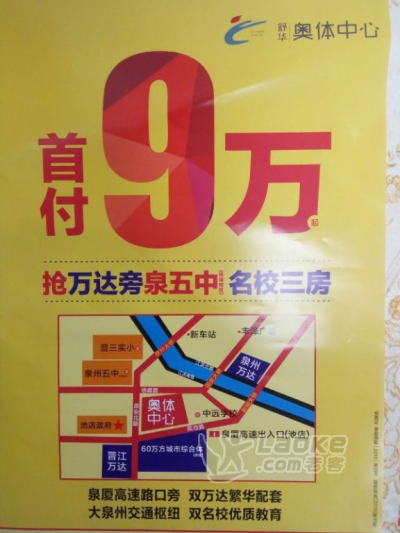 舒华 奥体中心
首付9万起
抢万达旁泉五中 名校三房
新车站
丰泽广场
晋三实小
泉州五中
泉州万达
池店政府
奥体中心
中远学校
泉厦高速出入口(池店)
晋江万达
60万方城市综合体
泉厦高速路口旁 双万达繁华配套
大泉州交通枢纽 双名校优质教育
Laoke.com
老客